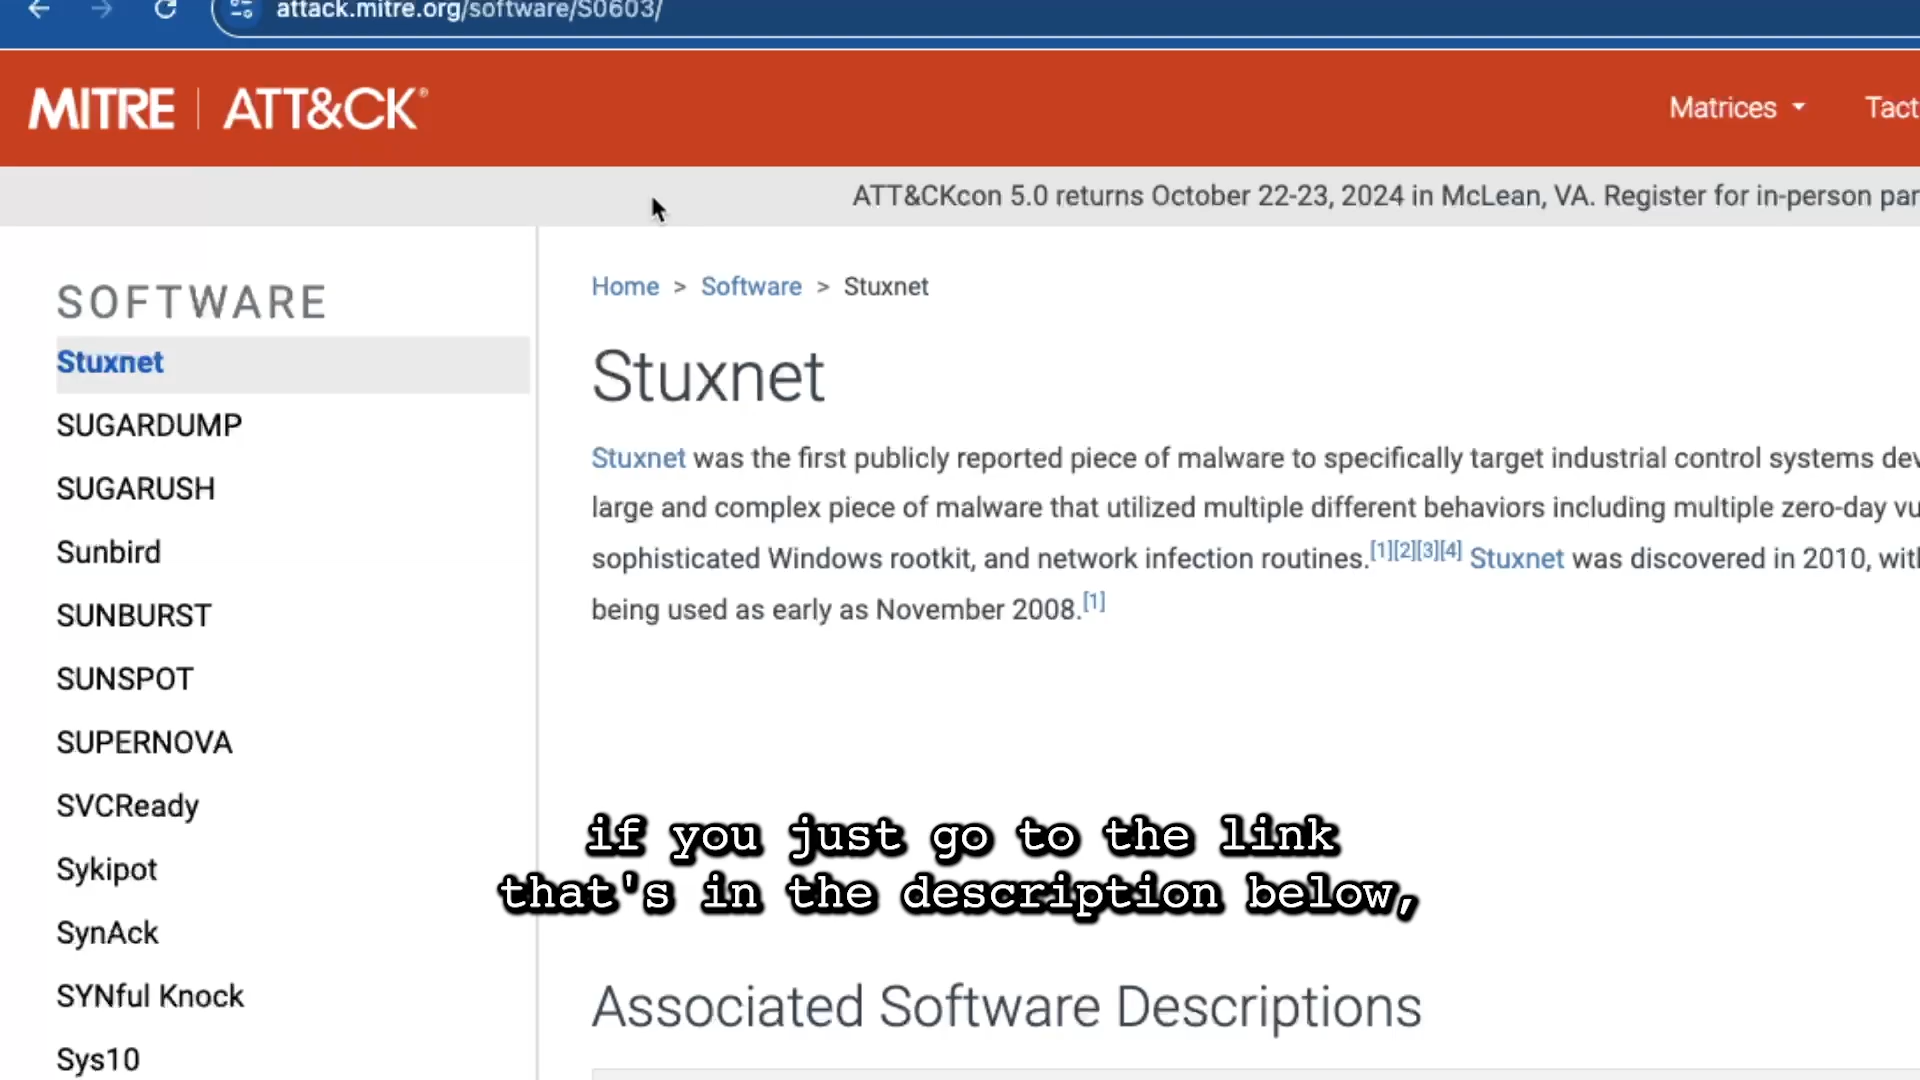 attack.mitre.org/software/S0603/
MITRE | ATT&CK®
Matrices
ATT&CKcon 5.0 returns October 22-23, 2024 in McLean, VA. Register for in-person
SOFTWARE
Stuxnet
SUGARDUMP
SUGARUSH
Sunbird
SUNBURST
SUNSPOT
SUPERNOVA
SVCReady
Sykipot
SynAck
SYNful Knock
Sys10
Home > Software > Stuxnet
Stuxnet
Stuxnet was the first publicly reported piece of malware to specifically target industrial control systems
large and complex piece of malware that utilized multiple different behaviors including multiple zero-day
sophisticated Windows rootkit, and network infection routines.[1][2][3][4] Stuxnet was discovered in 2010,
being used as early as November 2008.[1]
if you just go to the link
that's in the description below,
Associated Software Descriptions